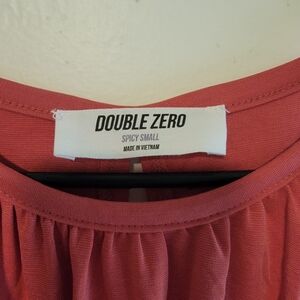 DOUBLE ZERO
SPICY SMALL
MADE IN VIETNAM